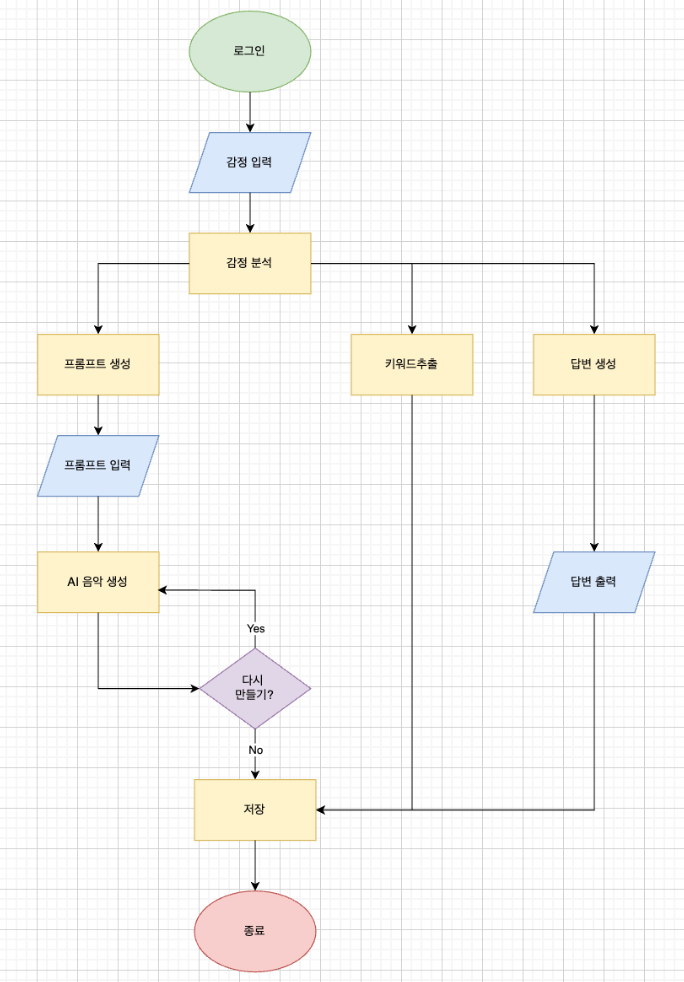 로그인
감정 입력
감정 분석
프롬프트 생성
키워드추출
답변 생성
프롬프트 입력
AI 음악 생성
답변 출력
Yes
다시
만들기?
No
저장
종료